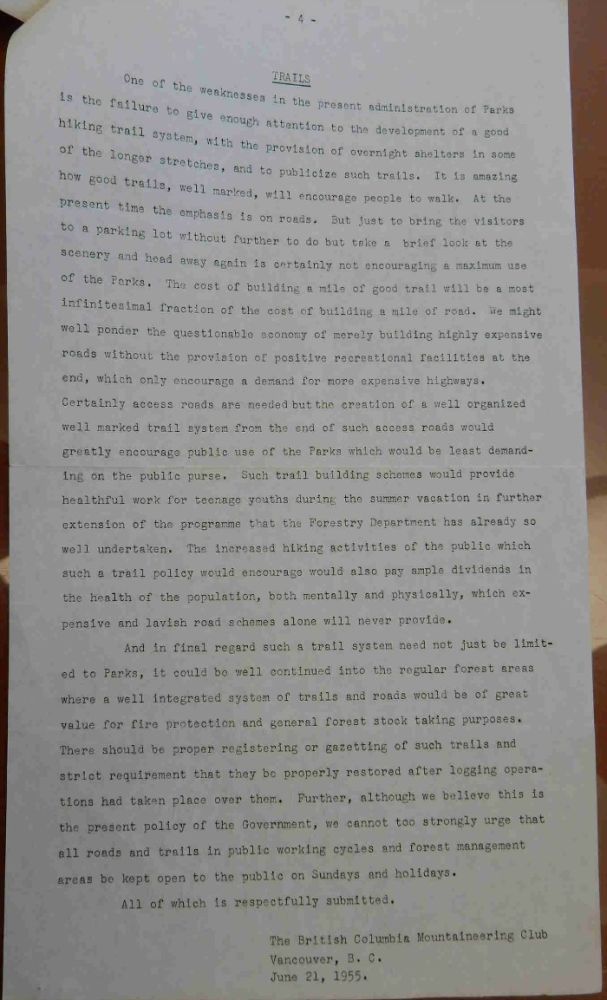 - 4 -
TRAILS
One of the weaknesses in the present administration of Parks
is the failure to give enough attention to the development of a good
hiking trail system, with the provision of overnight shelters in some
of the longer stretches, and to publicize such trails. It is amazing
how good trails, well marked, will encourage people to walk. At the
present time the emphasis is on roads. But just to bring the visitors
to a parking lot without further to do but take a brief look at the
scenery and head away again is certainly not encouraging a maximum use
of the Parks. The cost of building a mile of good trail will be a most
infinitesimal fraction of the cost of building a mile of road. We might
well ponder the questionable economy of merely building highly expensive
roads without the provision of positive recreational facilities at the
end, which only encourage a demand for more expensive highways.
Certainly access roads are needed but the creation of a well organized
well marked trail system from the end of such access roads would
greatly encourage public use of the Parks which would be least demand-
ing on the public purse. Such trail building schemes would provide
healthful work for teenage youths during the summer vacation in further
extension of the programme that the Forestry Department has already so
well undertaken. The increased hiking activities of the public which
such a trail policy would encourage would also pay ample dividends in
the health of the population, both mentally and physically, which ex-
pensive and lavish road schemes alone will never provide.
And in final regard such a trail system need not just be limit-
ed to Parks, it could be well continued into the regular forest areas
where a well integrated system of trails and roads would be of great
value for fire protection and general forest stock taking purposes.
There should be proper registering or gazetting of such trails and
strict requirement that they be properly restored after logging opera-
tions had taken place over them. Further, although we believe this is
the present policy of the Government, we cannot too strongly urge that
all roads and trails in public working cycles and forest management
areas be kept open to the public on Sundays and holidays.
All of which is respectfully submitted.
The British Columbia Mountaineering Club
Vancouver, B. C.
June 21, 1955.